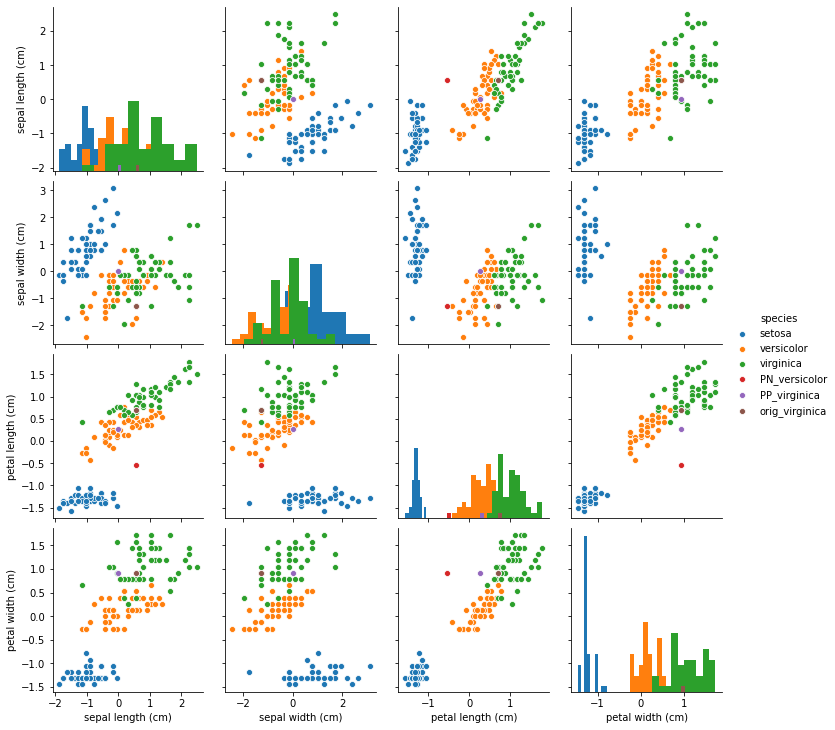 sepal length (cm)
2
1
0
−1
−2
sepal width (cm)
3
2
1
0
−1
−2
petal length (cm)
1.5
1.0
0.5
0.0
−0.5
−1.0
−1.5
petal width (cm)
1.5
1.0
0.5
0.0
−0.5
−1.0
−1.5
−2 −1 0 1 2
sepal length (cm)
−2 0 2
sepal width (cm)
−1 0 1
petal length (cm)
−1 0 1
petal width (cm)
species
setosa
versicolor
virginica
PN_versicolor
PP_virginica
orig_virginica